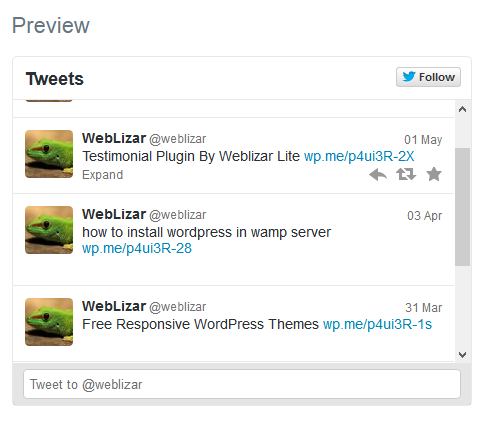 Preview
Tweets
Follow
WebLizar @weblizar 01 May
Testimonial Plugin By Weblizar Lite wp.me/p4ui3R-2X
Expand
WebLizar @weblizar 03 Apr
how to install wordpress in wamp server
wp.me/p4ui3R-28
WebLizar @weblizar 31 Mar
Free Responsive WordPress Themes wp.me/p4ui3R-1s
Tweet to @weblizar